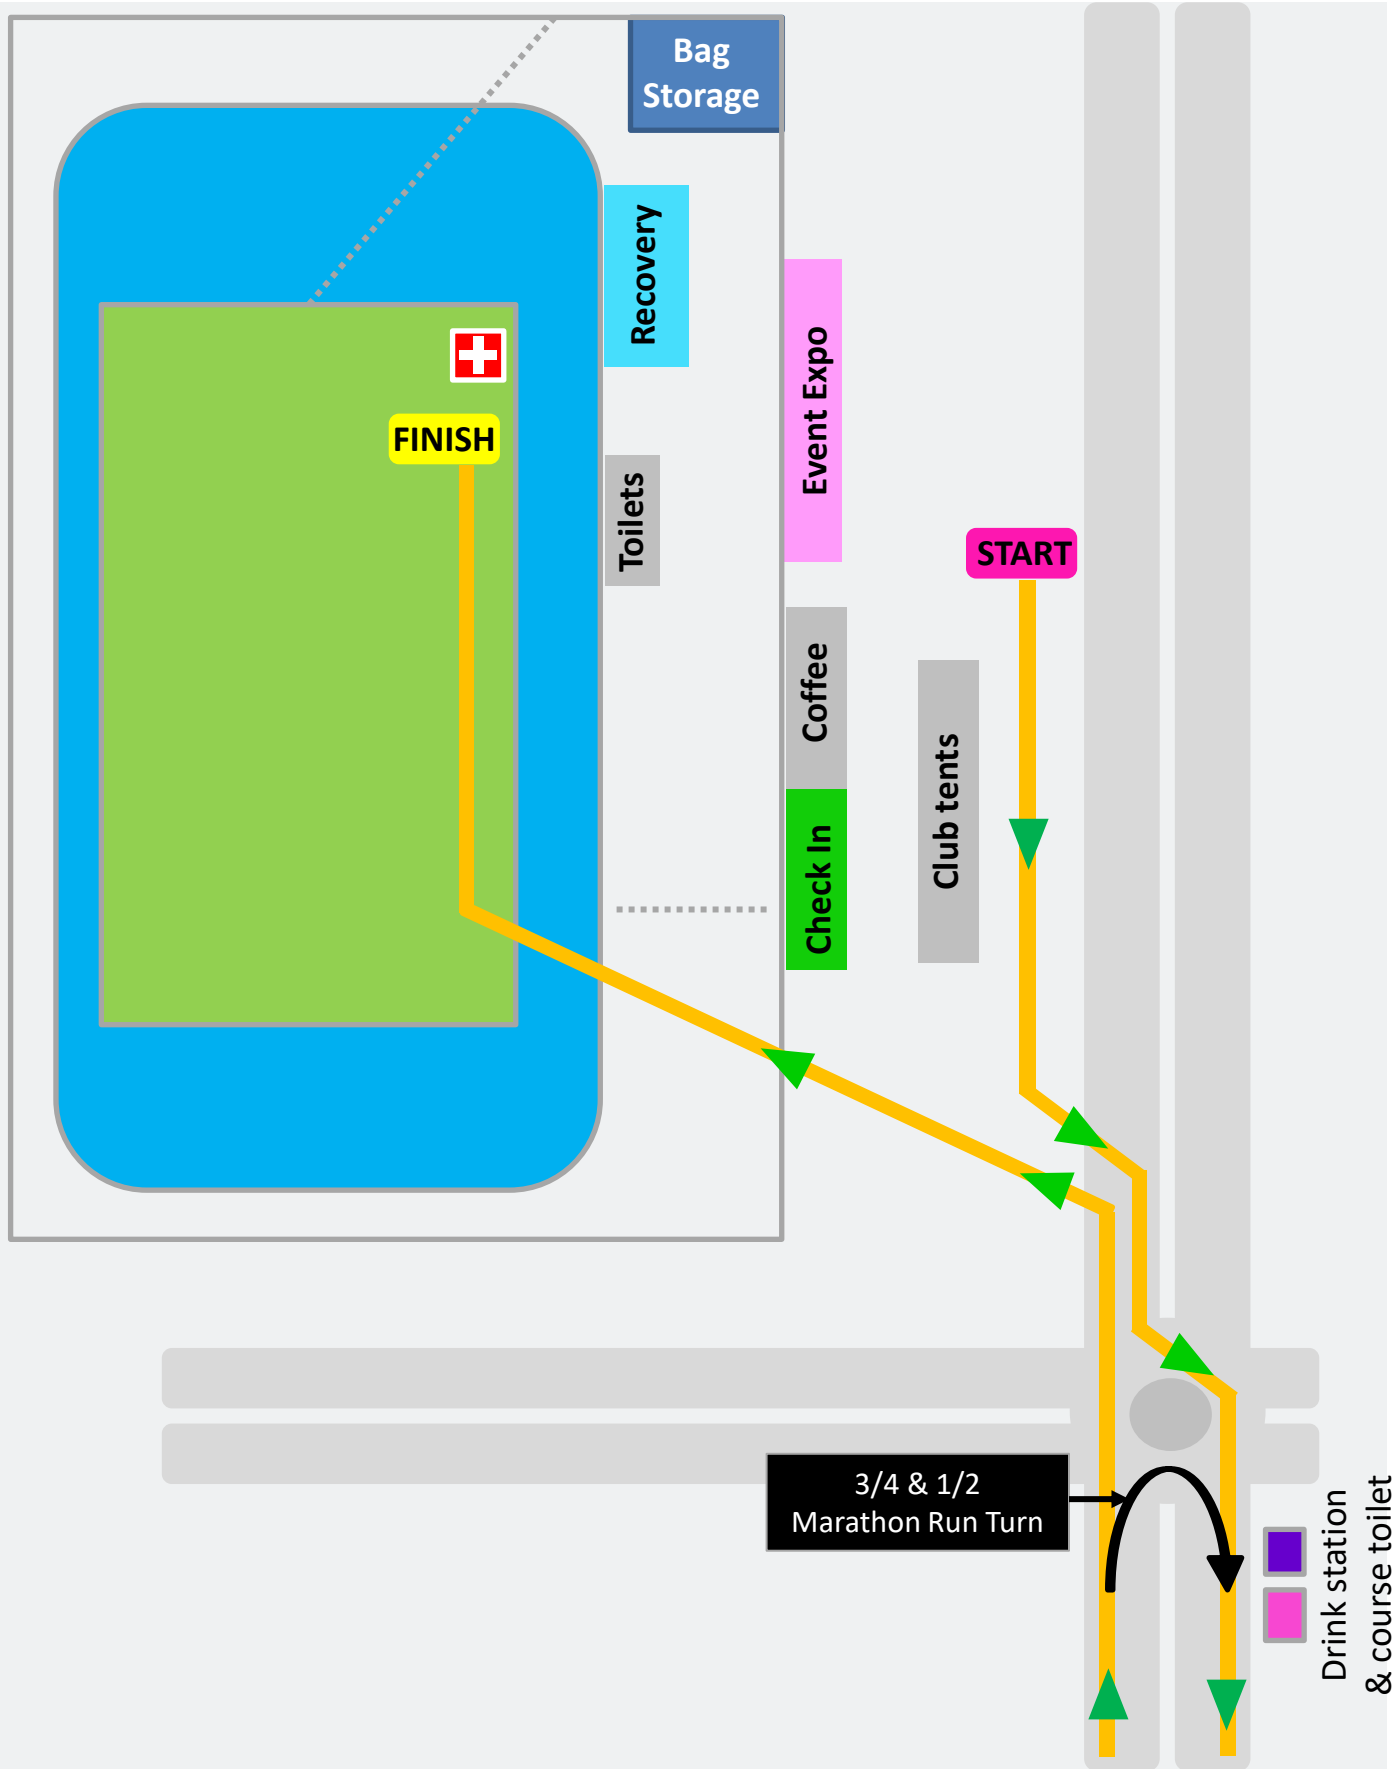 Bag
Storage
Recovery
Event Expo
FINISH
Toilets
START
Coffee
Club tents
Check In
3/4 & 1/2
Marathon Run Turn
Drink station
& course toilet